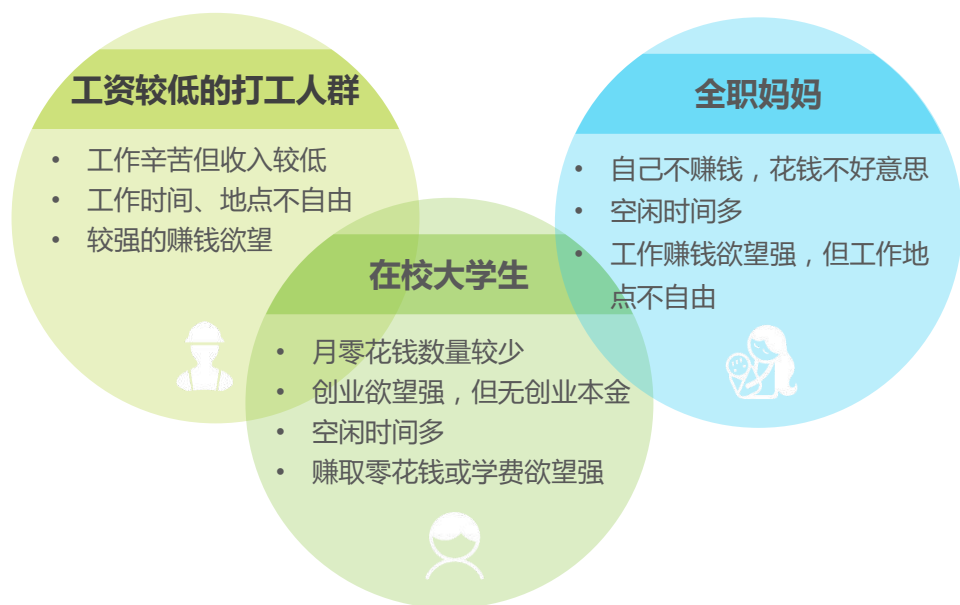 工资较低的打工人群
• 工作辛苦但收入较低
• 工作时间、地点不自由
• 较强的赚钱欲望
全职妈妈
• 自己不赚钱，花钱不好意思
• 空闲时间多
• 工作赚钱欲望强，但工作地
点不自由
在校大学生
• 月零花钱数量较少
• 创业欲望强，但无创业本金
• 空闲时间多
• 赚取零花钱或学费欲望强